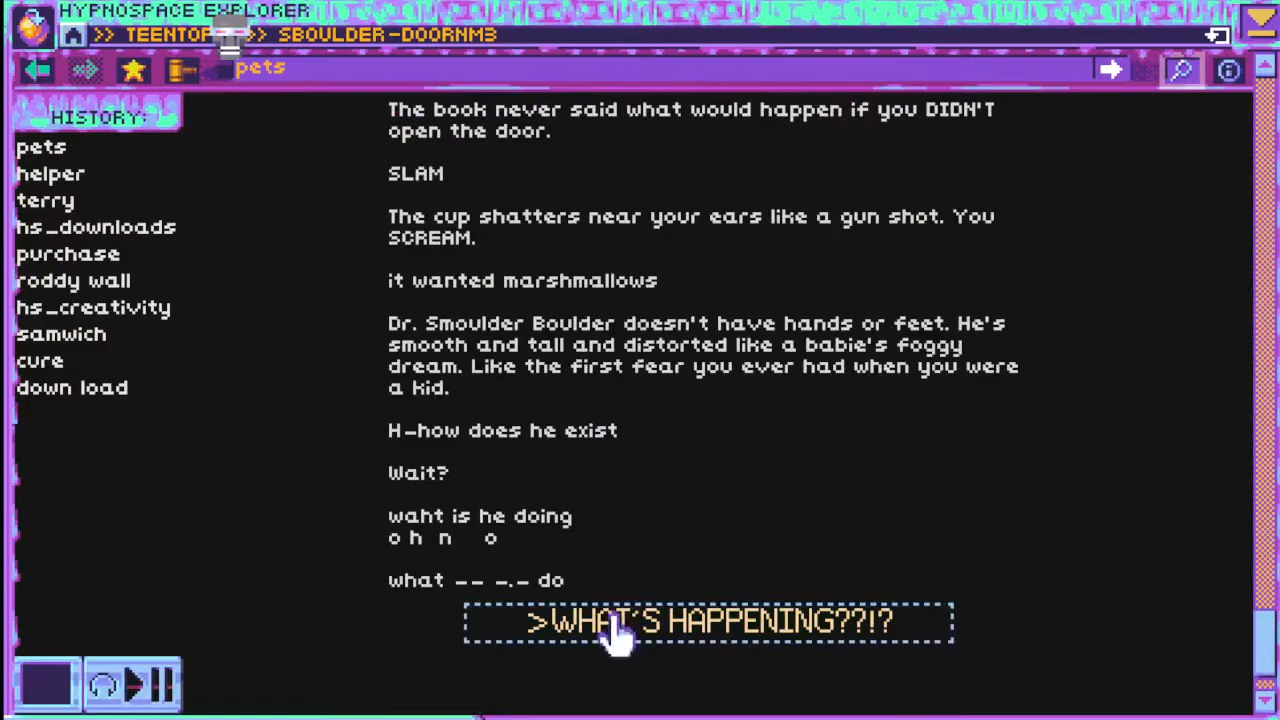 HYPNOSPACE EXPLORER
>> TEENTOP >> SBOULDER-DOORNM3
pets
HISTORY:
pets
helper
terry
hs_downloads
purchase
roddy wall
hs_creativity
samwich
cure
down load
The book never said what would happen if you DIDN'T
open the door.
SLAM
The cup shatters near your ears like a gun shot. You
SCREAM.
it wanted marshmallows
Dr. Smoulder Boulder doesn't have hands or feet. He's
smooth and tall and distorted like a babie's foggy
dream. Like the first fear you ever had when you were
a kid.
H-how does he exist
Wait?
waht is he doing
o h n o
what -- -.- do
>WHAT'S HAPPENING??!?